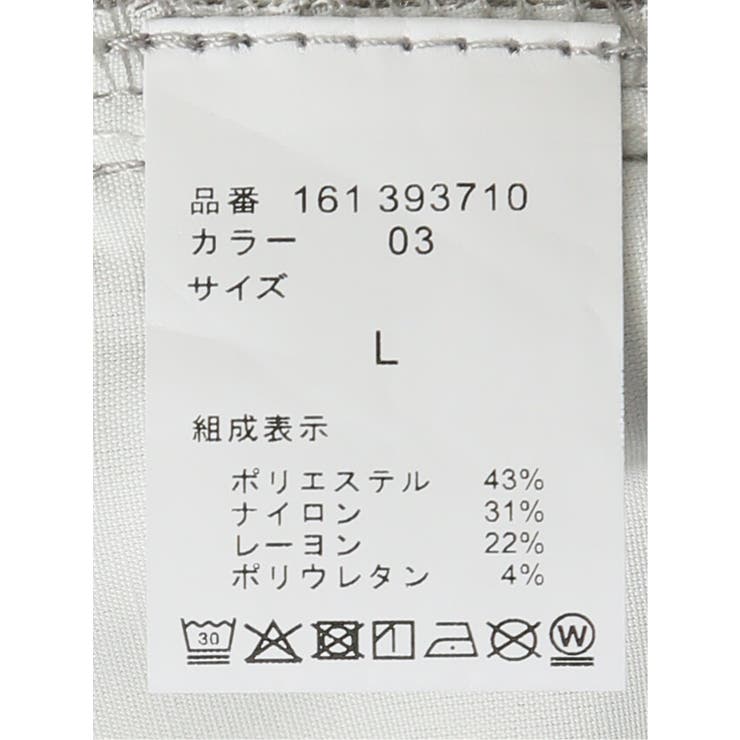 品番 161 393710
カラー 03
サイズ
L
組成表示
ポリエステル 43%
ナイロン 31%
レーヨン 22%
ポリウレタン 4%
30 W